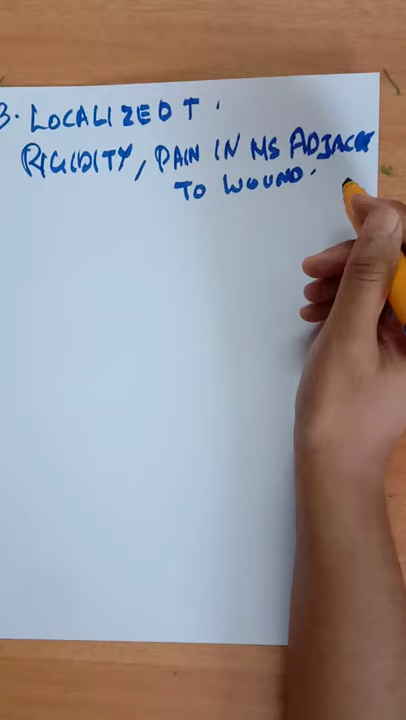 3. LOCALIZED T.
RIGIDITY, PAIN IN MS ADJACENT
TO WOUND.